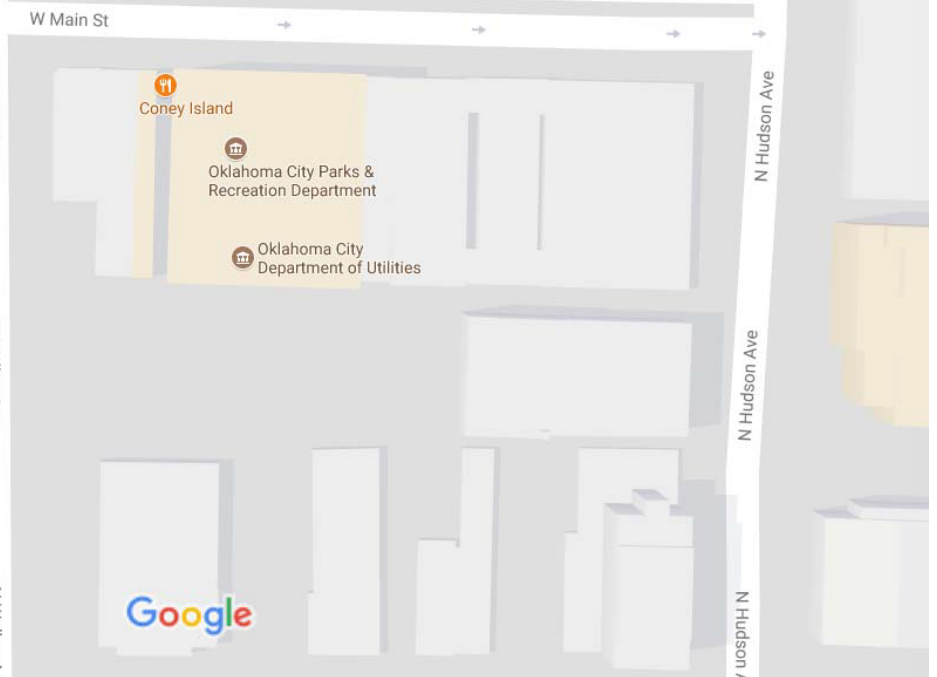 W Main St
Coney Island
Oklahoma City Parks &
Recreation Department
Oklahoma City
Department of Utilities
N Hudson Ave
N Hudson Ave
N Hudson
Google